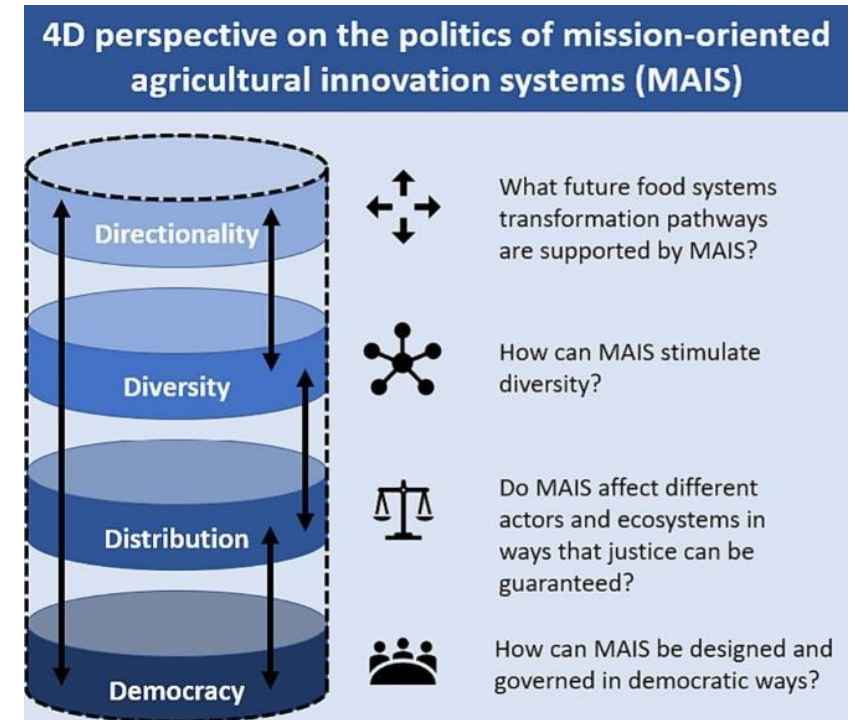 4D perspective on the politics of mission-oriented
agricultural innovation systems (MAIS)
Directionality
What future food systems
transformation pathways
are supported by MAIS?
Diversity
How can MAIS stimulate
diversity?
Distribution
Do MAIS affect different
actors and ecosystems in
ways that justice can be
guaranteed?
Democracy
How can MAIS be designed and
governed in democratic ways?